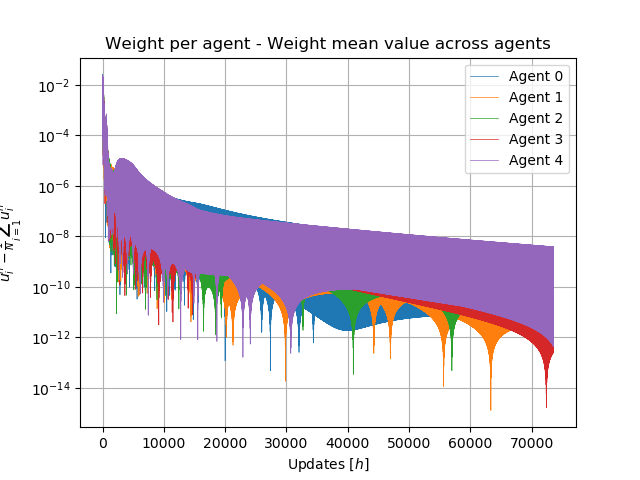 Weight per agent - Weight mean value across agents
10⁻²
10⁻⁴
10⁻⁶
10⁻⁸
10⁻¹⁰
10⁻¹²
10⁻¹⁴
Agent 0
Agent 1
Agent 2
Agent 3
Agent 4
0 10000 20000 30000 40000 50000 60000 70000
Updates [h]